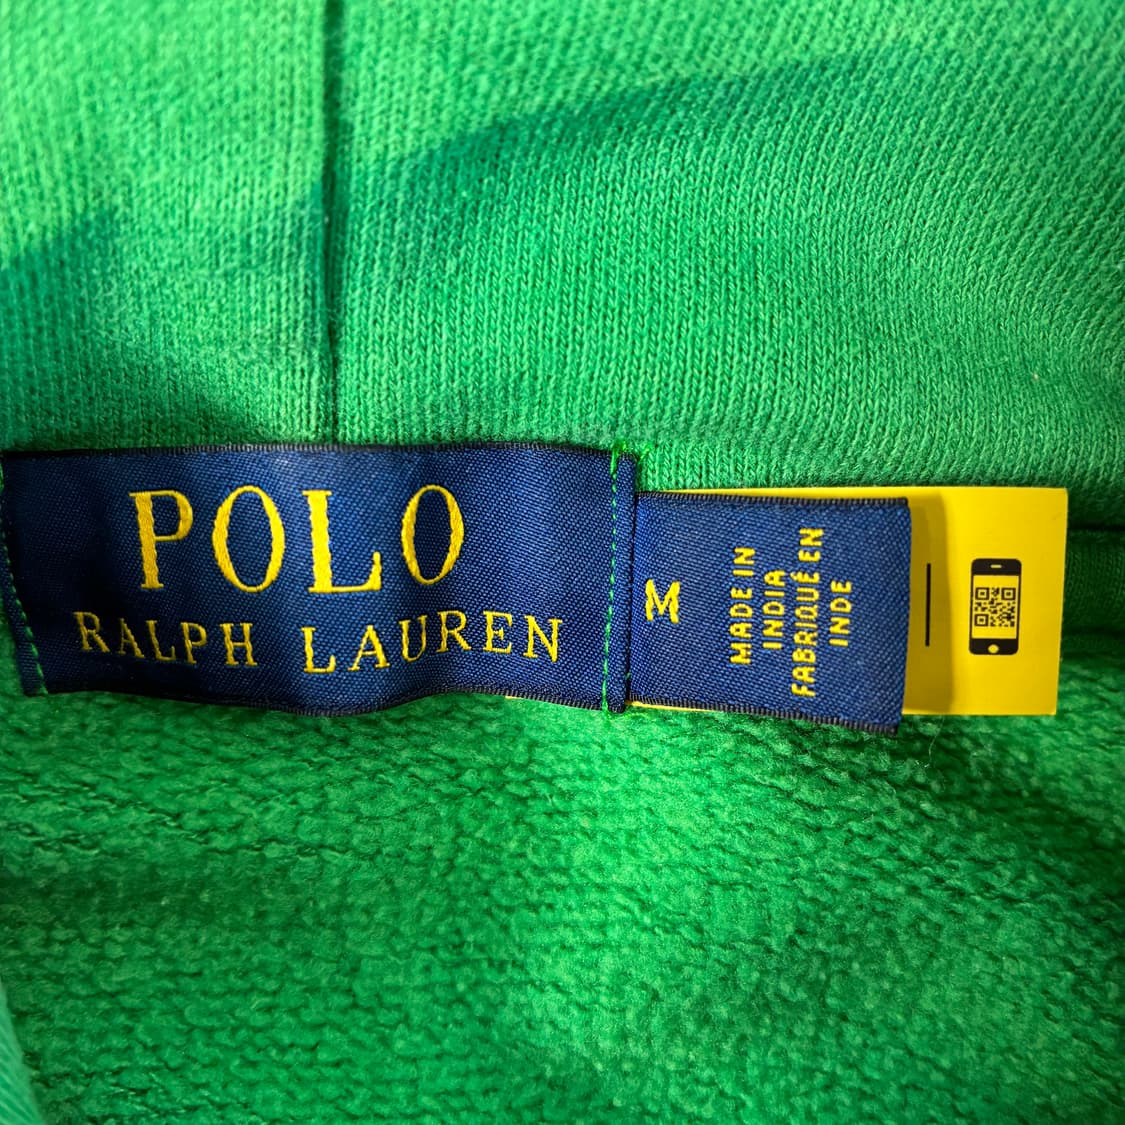 POLO
RALPH LAUREN
M
MADE IN
INDIA
FABRIQUÉ EN
INDE